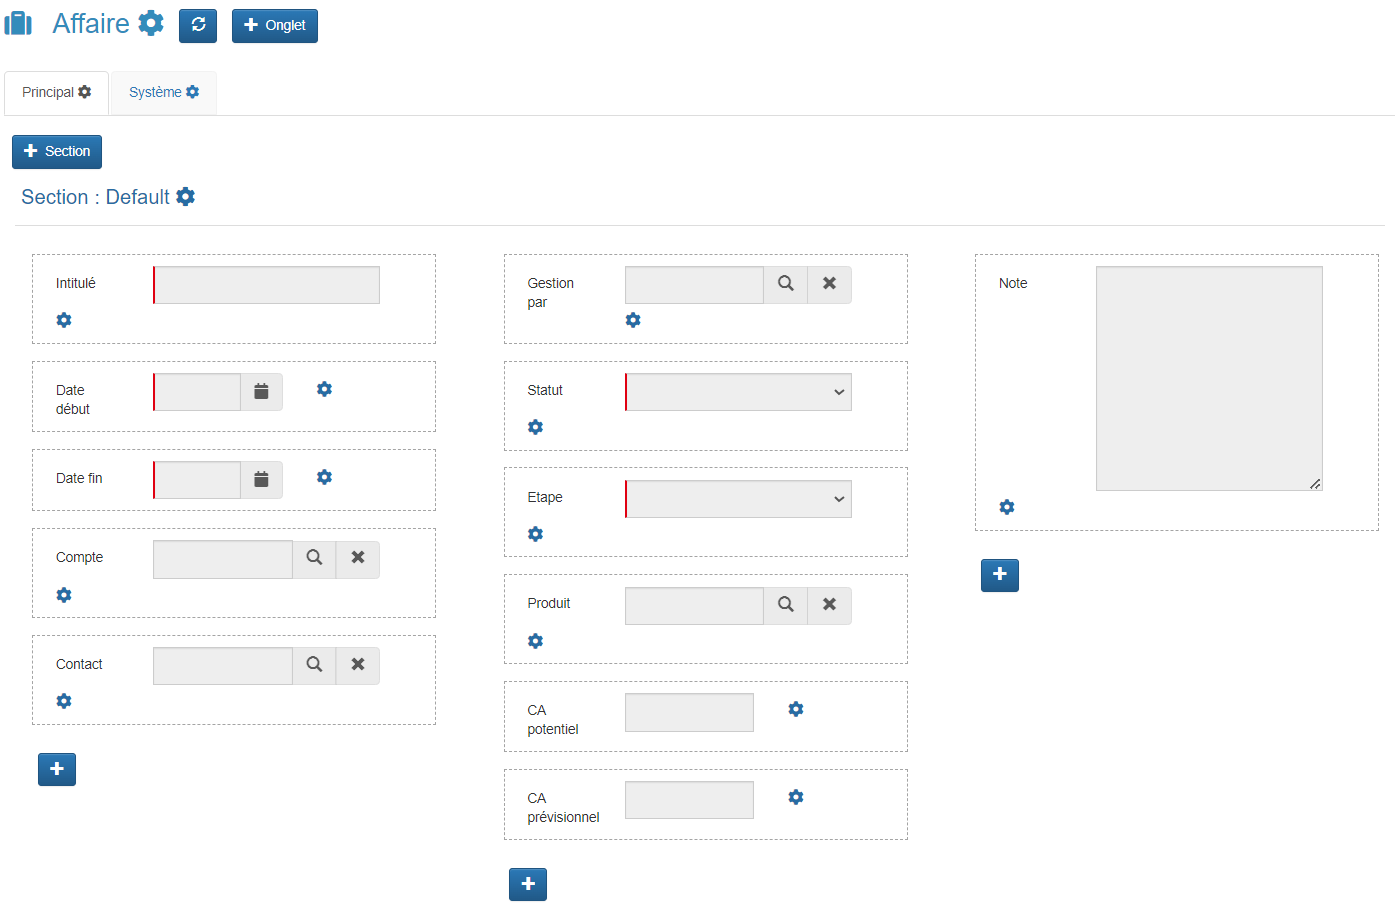 Affaire
Onglet
Principal
Système
Section
Section : Default
Intitulé
Date
début
Date fin
Compte
Contact
Gestion
par
Statut
Etape
Produit
CA
potentiel
CA
prévisionnel
Note